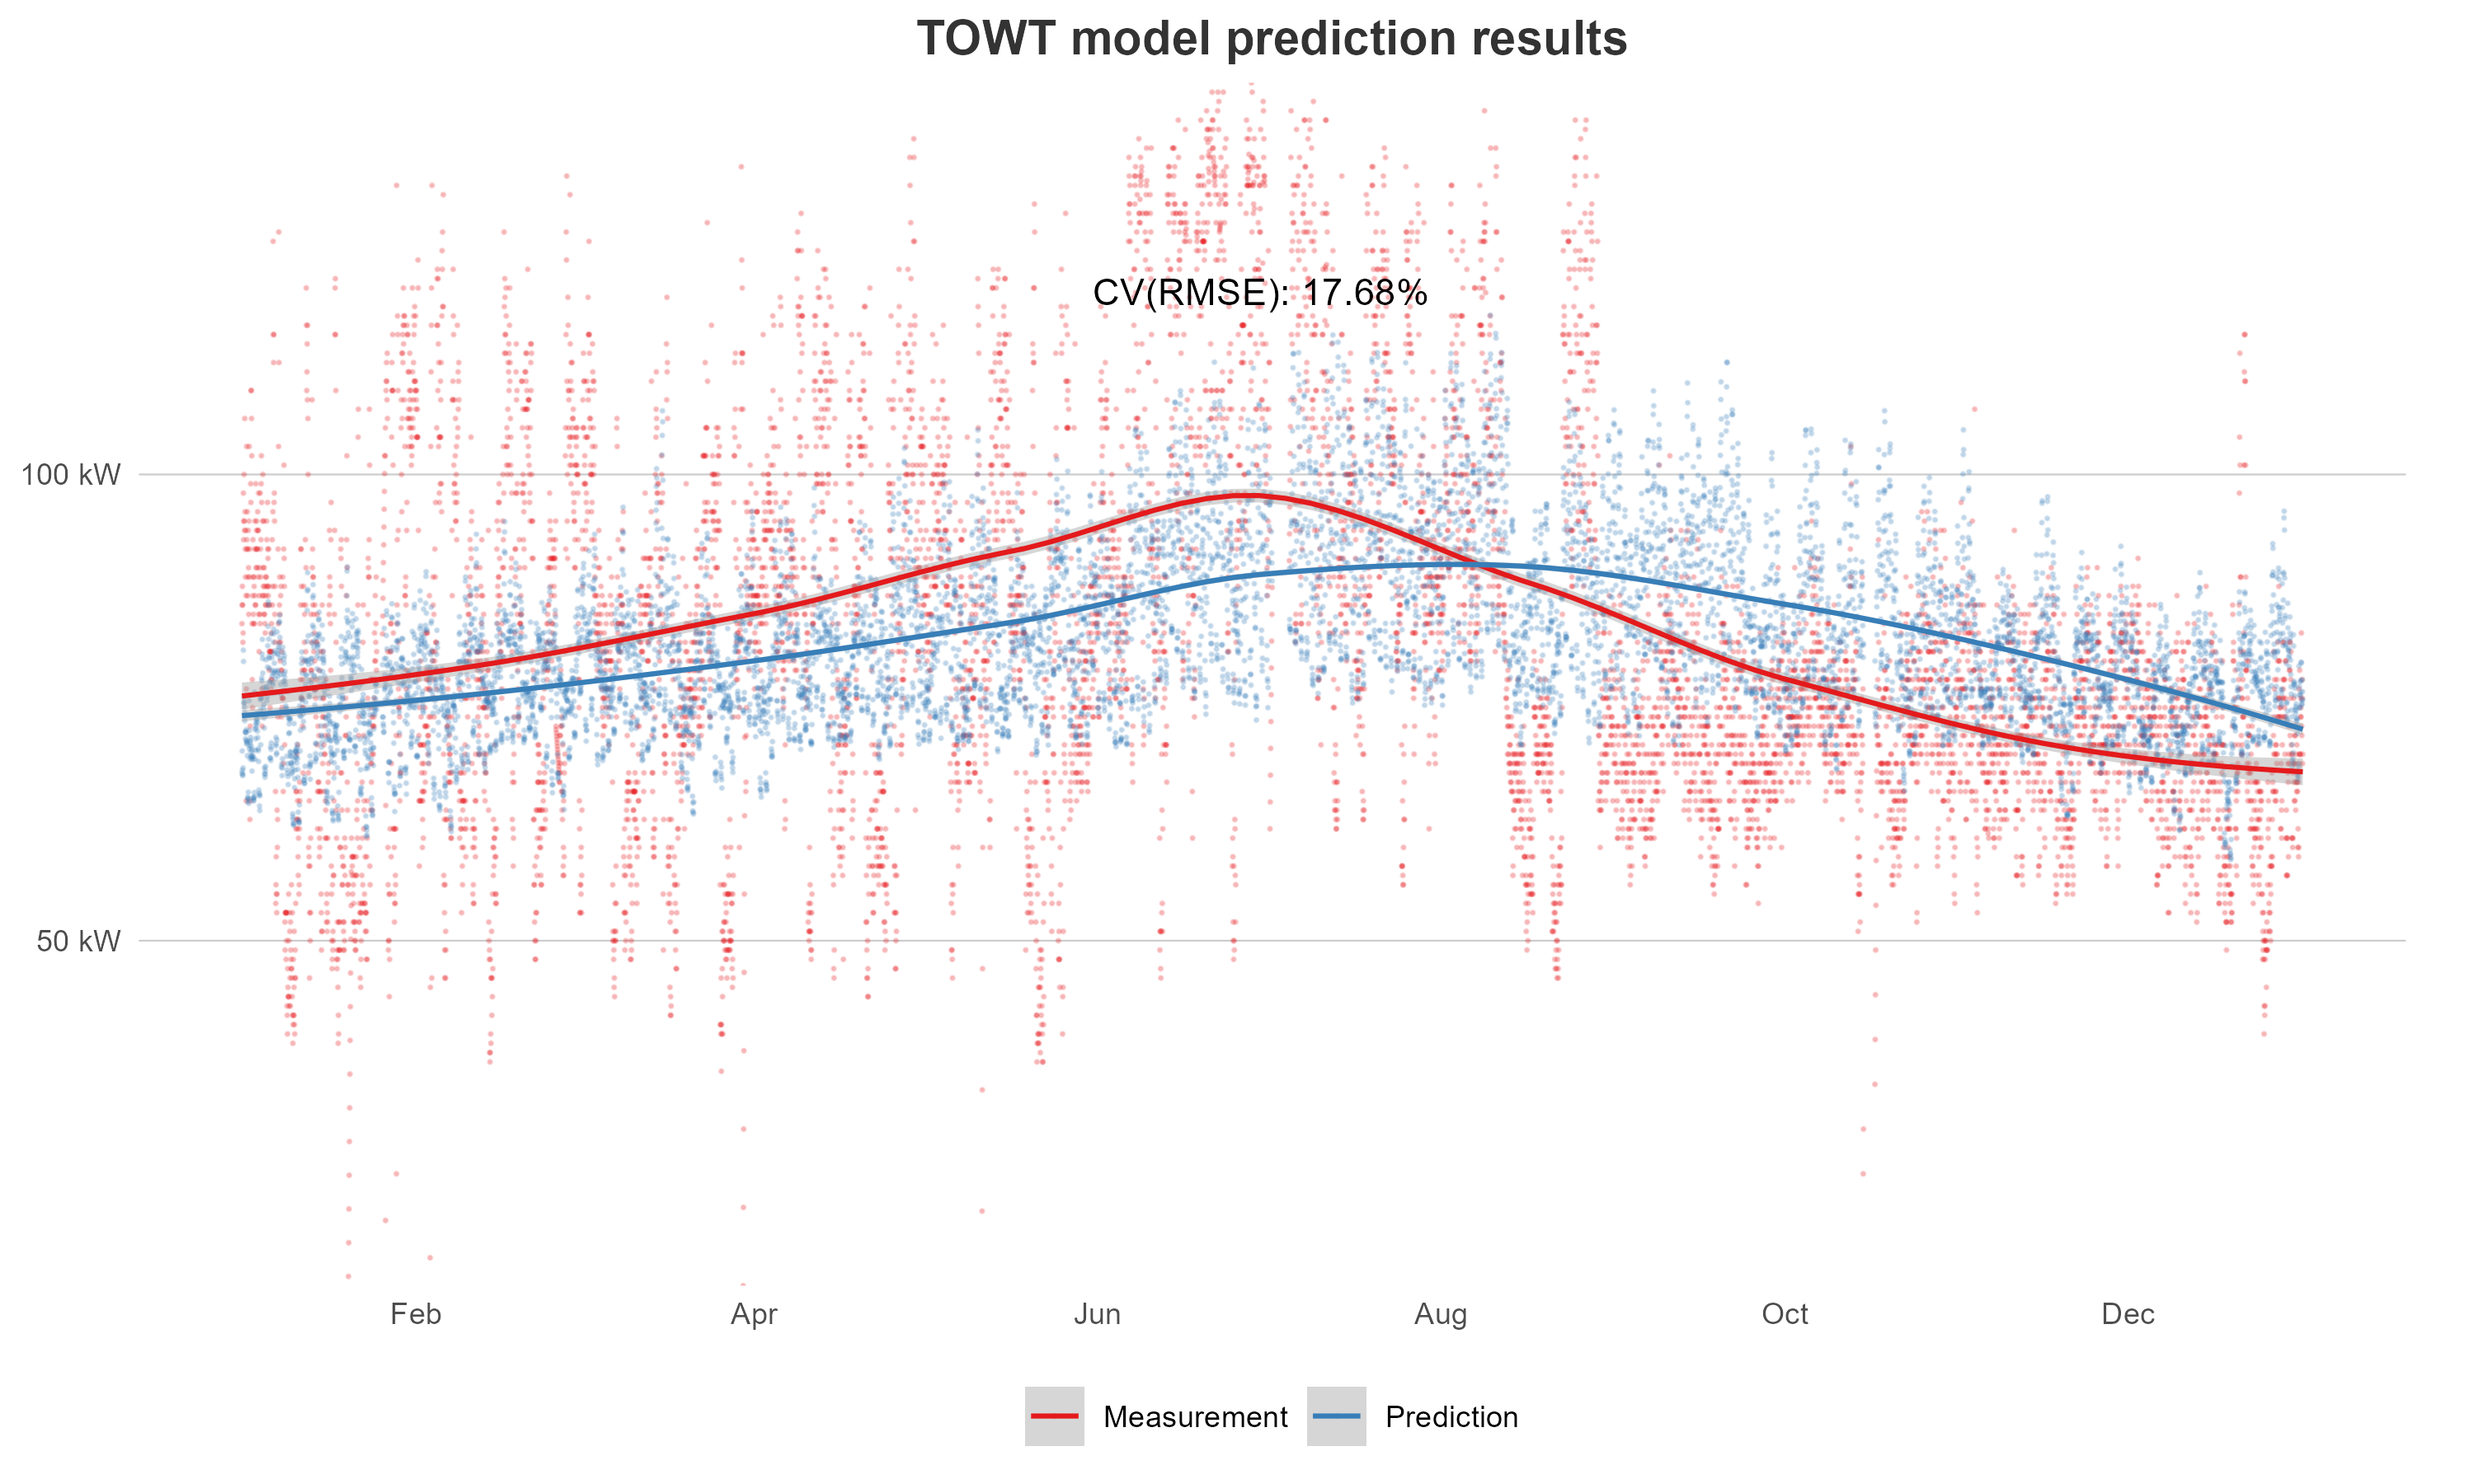 TOWT model prediction results
CV(RMSE): 17.68%
100 kW
50 kW
Feb Apr Jun Aug Oct Dec
Measurement Prediction